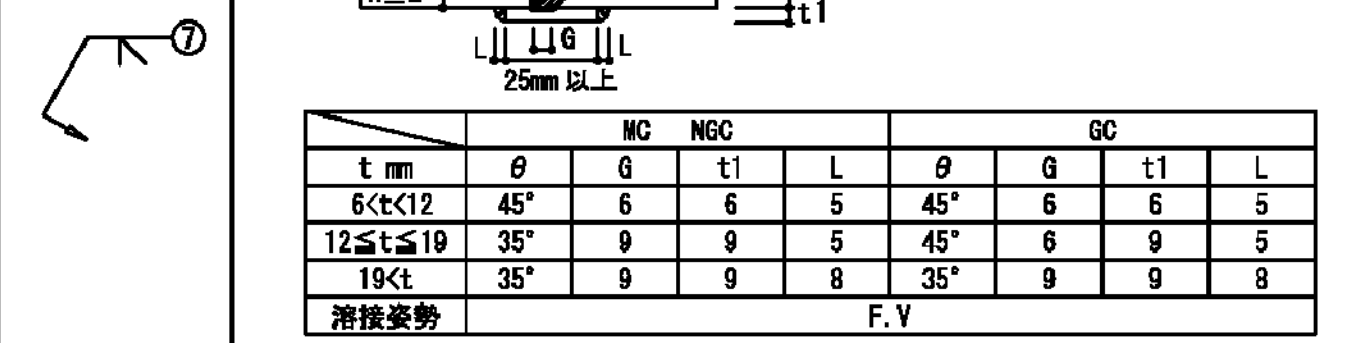 ⑦
t1
L G L
25mm 以上
MC NGC GC
t mm θ G t1 L θ G t1 L
6<t<12 45° 6 6 5 45° 6 6 5
12≦t≦19 35° 9 9 5 45° 6 9 5
19<t 35° 9 9 8 35° 9 9 8
溶接姿勢 F.V